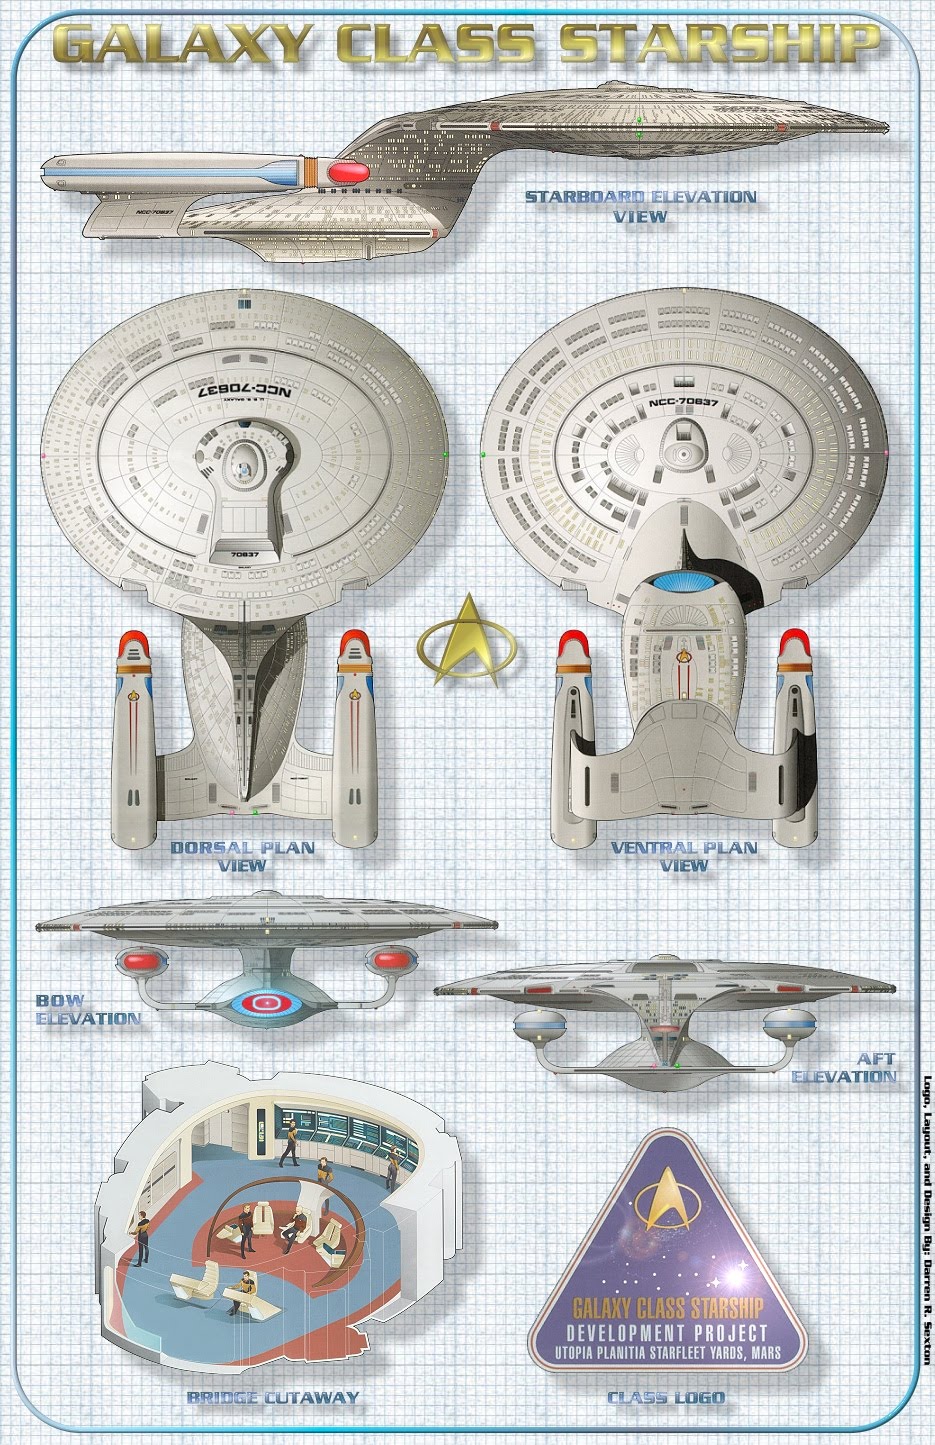 GALAXY CLASS STARSHIP
STARBOARD ELEVATION
VIEW
NCC-70637
NCC-70637
U.S.S. GALAXY
70637
NCC-70637
DORSAL PLAN
VIEW
VENTRAL PLAN
VIEW
BOW
ELEVATION
AFT
ELEVATION
GALAXY CLASS STARSHIP
DEVELOPMENT PROJECT
UTOPIA PLANITIA STARFLEET YARDS, MARS
BRIDGE CUTAWAY
CLASS LOGO
Logo, Layout, and Design By: Darren R. Sexton